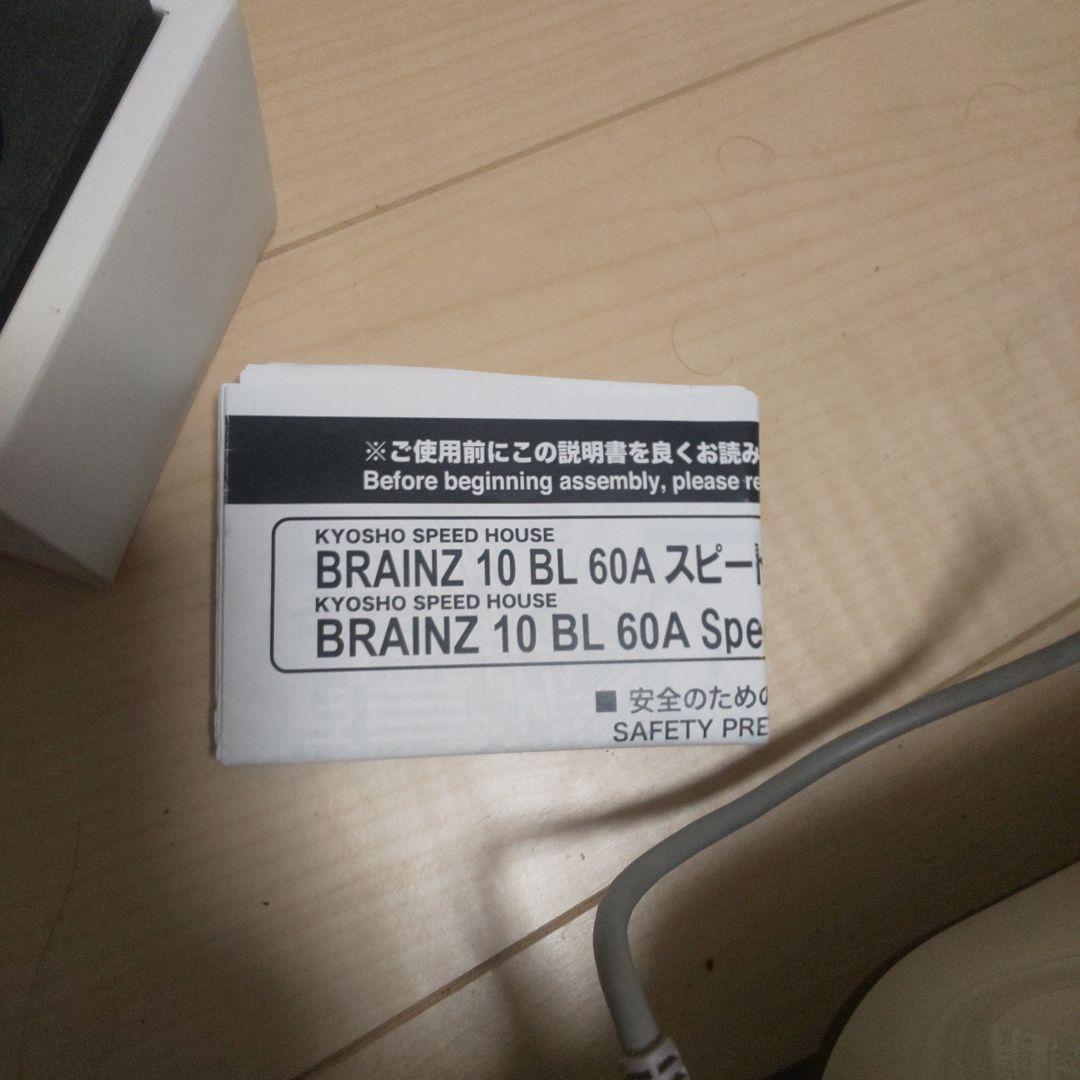 ※ご使用前にこの説明書を良くお読み
Before beginning assembly, please re
KYOSHO SPEED HOUSE
BRAINZ 10 BL 60A スピード
KYOSHO SPEED HOUSE
BRAINZ 10 BL 60A Spe
■ 安全のための
SAFETY PRE